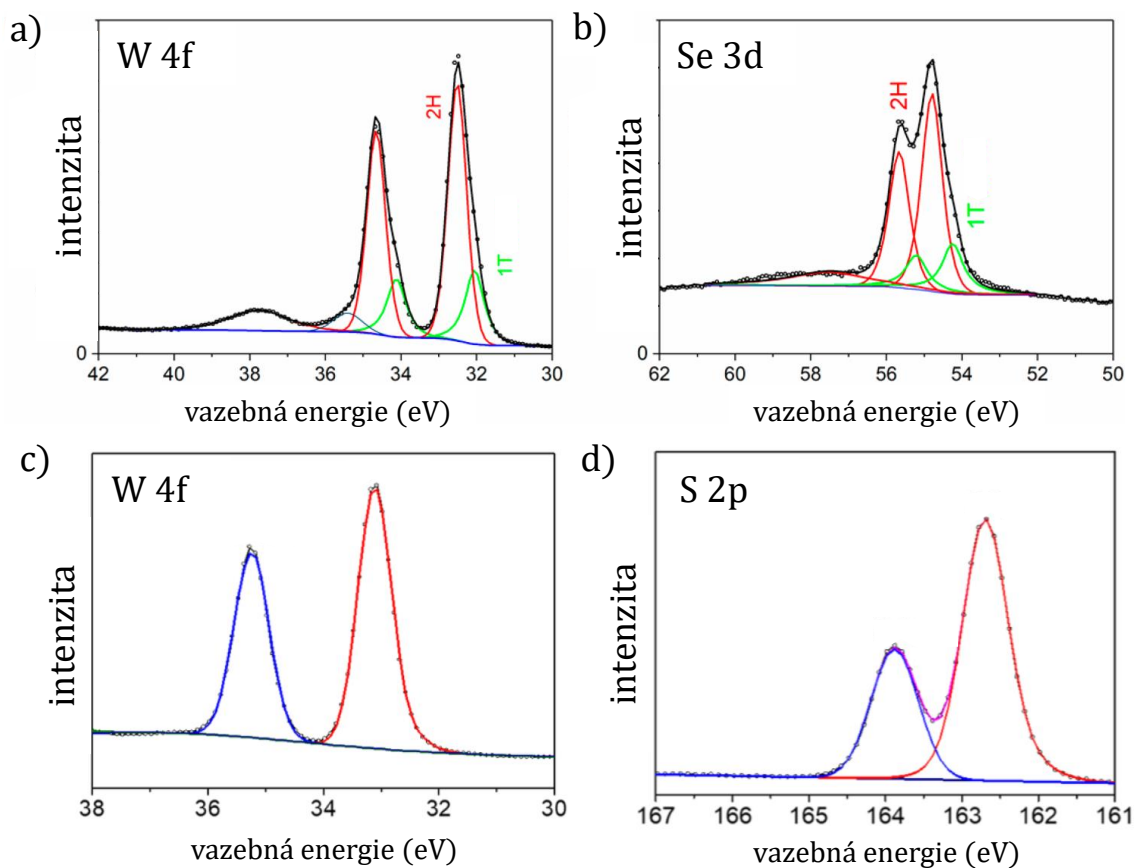 a)
W 4f
2H
1T
intenzita
0
42 40 38 36 34 32 30
vazebná energie (eV)
b)
Se 3d
2H
1T
intenzita
0
62 60 58 56 54 52 50
vazebná energie (eV)
c)
W 4f
intenzita
38 36 34 32 30
vazebná energie (eV)
d)
S 2p
intenzita
167 166 165 164 163 162 161
vazebná energie (eV)